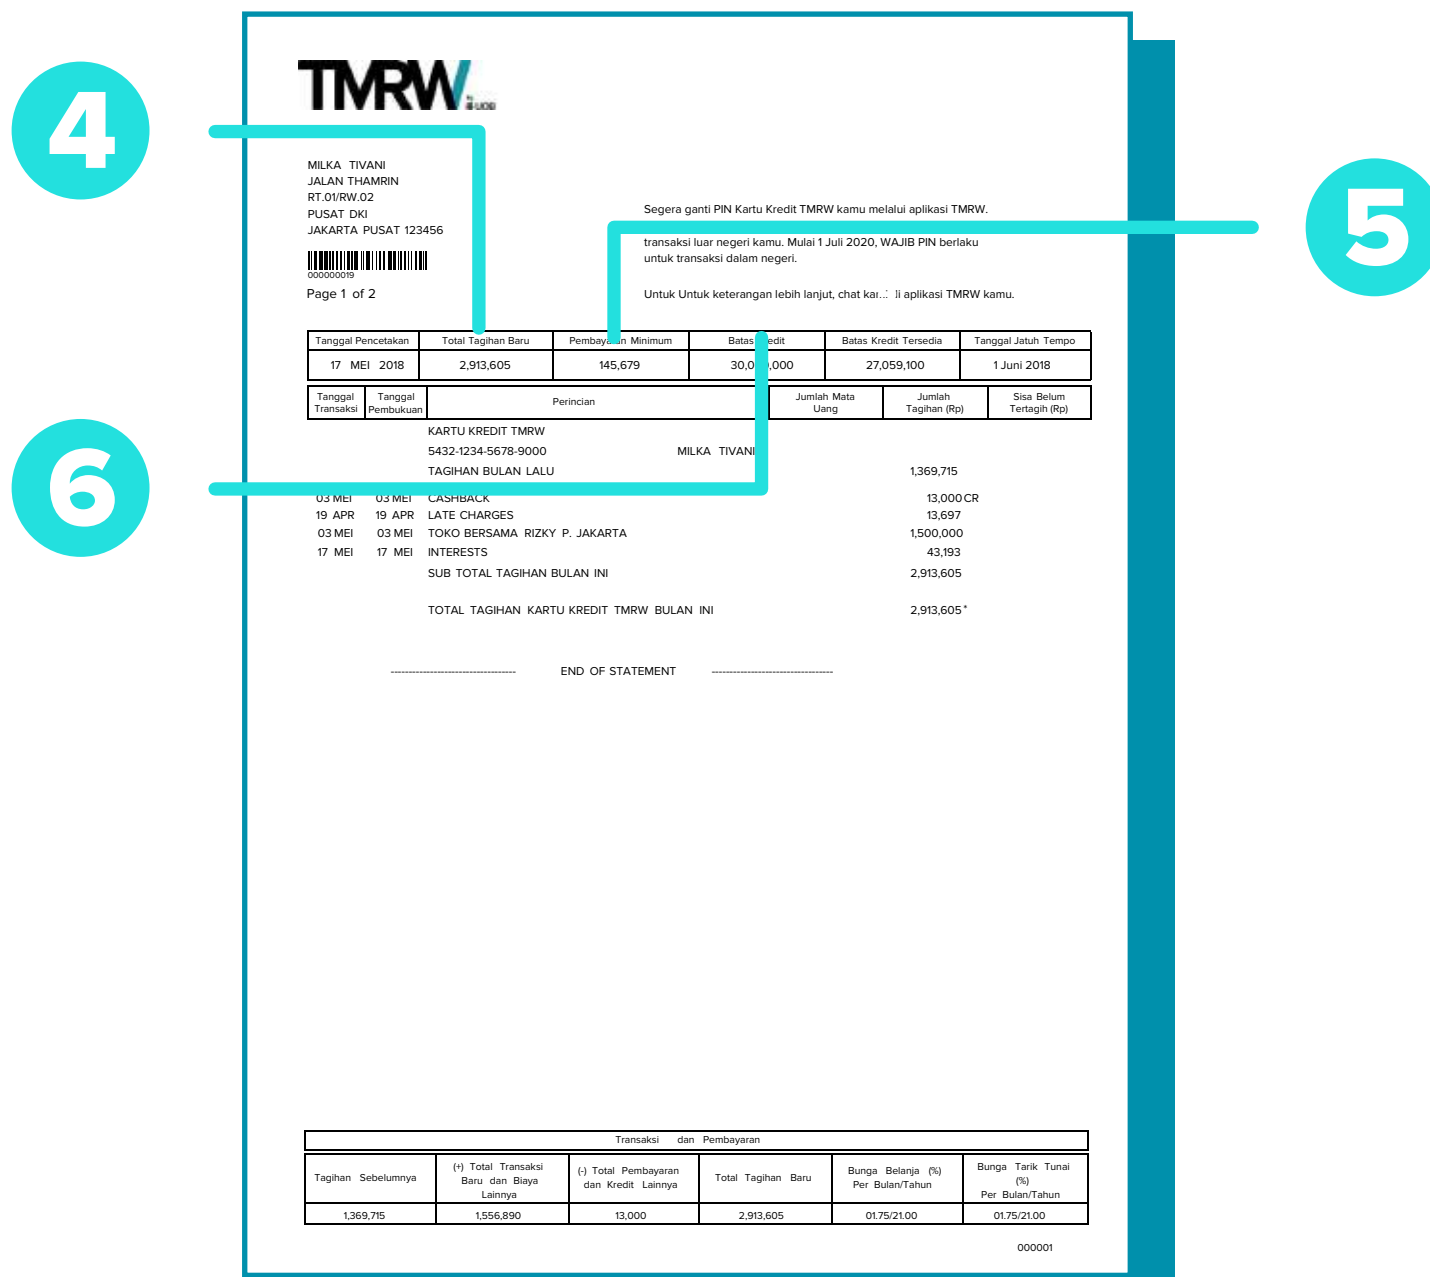 4
TMRW
by UOB
MILKA TIVANI
JALAN THAMRIN
RT.01/RW.02
PUSAT DKI
JAKARTA PUSAT 123456
000000019
Page 1 of 2
5
Segera ganti PIN Kartu Kredit TMRW kamu melalui aplikasi TMRW.
transaksi luar negeri kamu. Mulai 1 Juli 2020, WAJIB PIN berlaku
untuk transaksi dalam negeri.
Untuk Untuk keterangan lebih lanjut, chat aplikasi TMRW kamu.
Tanggal Pencetakan Total Tagihan Baru Pembayaran Minimum Batas Kredit Batas Kredit Tersedia Tanggal Jatuh Tempo
17 MEI 2018 2,913,605 145,679 30,000,000 27,059,100 1 Juni 2018
Tanggal Transaksi Tanggal Pembukuan Perincian Jumlah Mata Uang Jumlah Tagihan (Rp) Sisa Belum Tertagih (Rp)
6
KARTU KREDIT TMRW
5432-1234-5678-9000 MILKA TIVANI
TAGIHAN BULAN LALU 1,369,715
03 MEI 03 MEI CASHBACK 13,000 CR
19 APR 19 APR LATE CHARGES 13,697
03 MEI 03 MEI TOKO BERSAMA RIZKY P. JAKARTA 1,500,000
17 MEI 17 MEI INTERESTS 43,193
SUB TOTAL TAGIHAN BULAN INI 2,913,605
TOTAL TAGIHAN KARTU KREDIT TMRW BULAN INI 2,913,605*
---------------------------------- END OF STATEMENT ----------------------------------
Transaksi dan Pembayaran
Tagihan Sebelumnya (+) Total Transaksi Baru dan Biaya Lainnya (-) Total Pembayaran dan Kredit Lainnya Total Tagihan Baru Bunga Belanja (%) Per Bulan/Tahun Bunga Tarik Tunai (%) Per Bulan/Tahun
1,369,715 1,556,890 13,000 2,913,605 01.75/21.00 01.75/21.00
000001